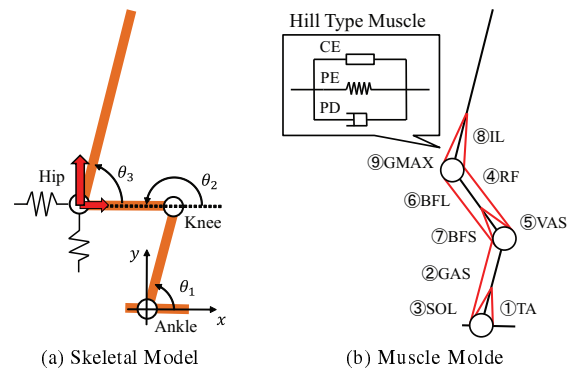 Hip
θ3
θ2
Knee
y
θ1
x
Ankle
(a) Skeletal Model
Hill Type Muscle
CE
PE
PD
⑧IL
⑨GMAX
④RF
⑥BFL
⑤VAS
⑦BFS
②GAS
③SOL
①TA
(b) Muscle Molde